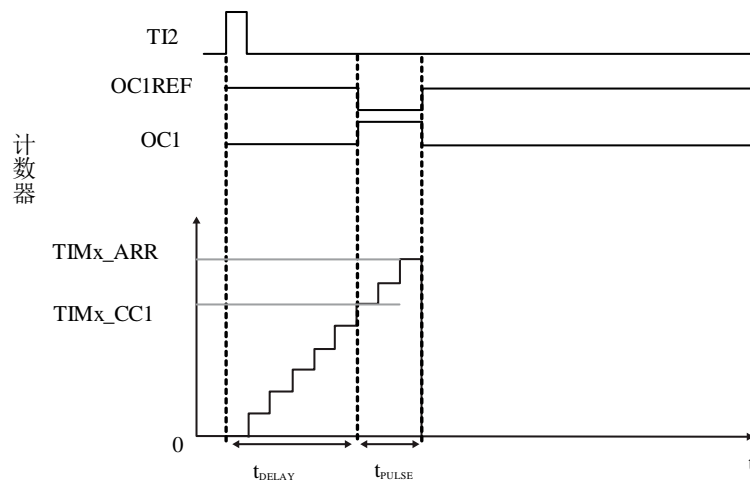 TI2
OC1REF
OC1
计数器
TIMx_ARR
TIMx_CC1
0
tDELAY
tPULSE
t